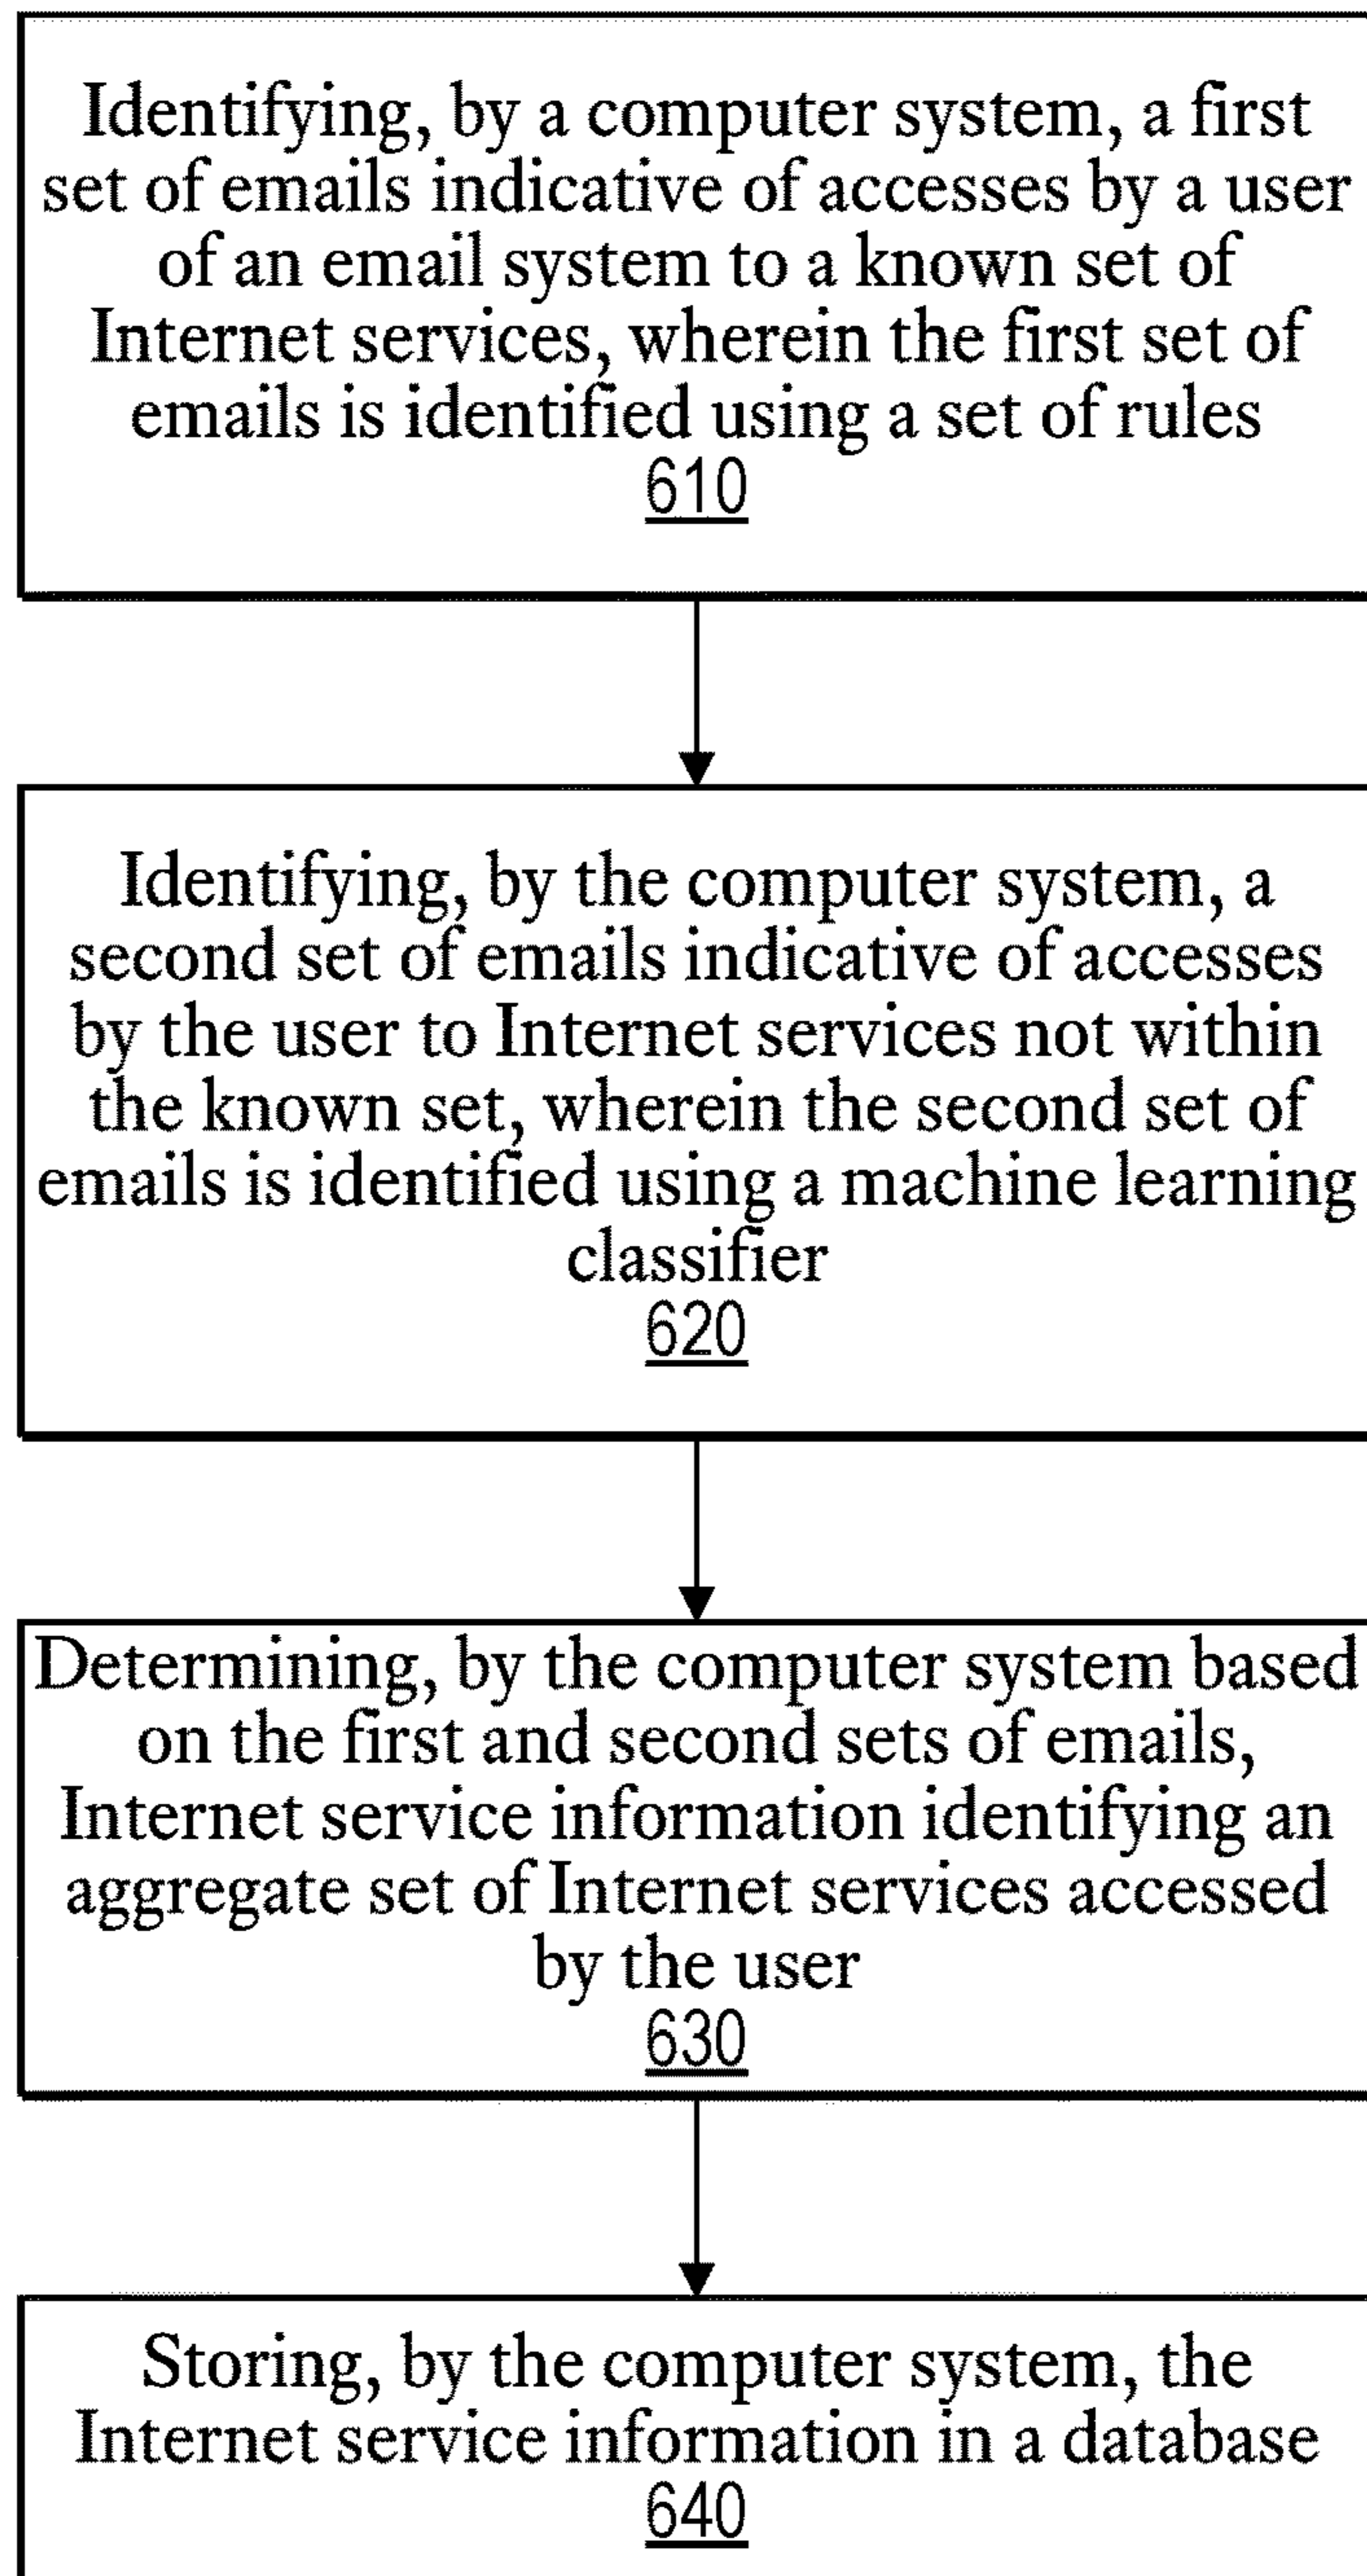 Identifying, by a computer system, a first
set of emails indicative of accesses by a user
of an email system to a known set of
Internet services, wherein the first set of
emails is identified using a set of rules
610
Identifying, by the computer system, a
second set of emails indicative of accesses
by the user to Internet services not within
the known set, wherein the second set of
emails is identified using a machine learning
classifier
620
Determining, by the computer system based
on the first and second sets of emails,
Internet service information identifying an
aggregate set of Internet services accessed
by the user
630
Storing, by the computer system, the
Internet service information in a database
640